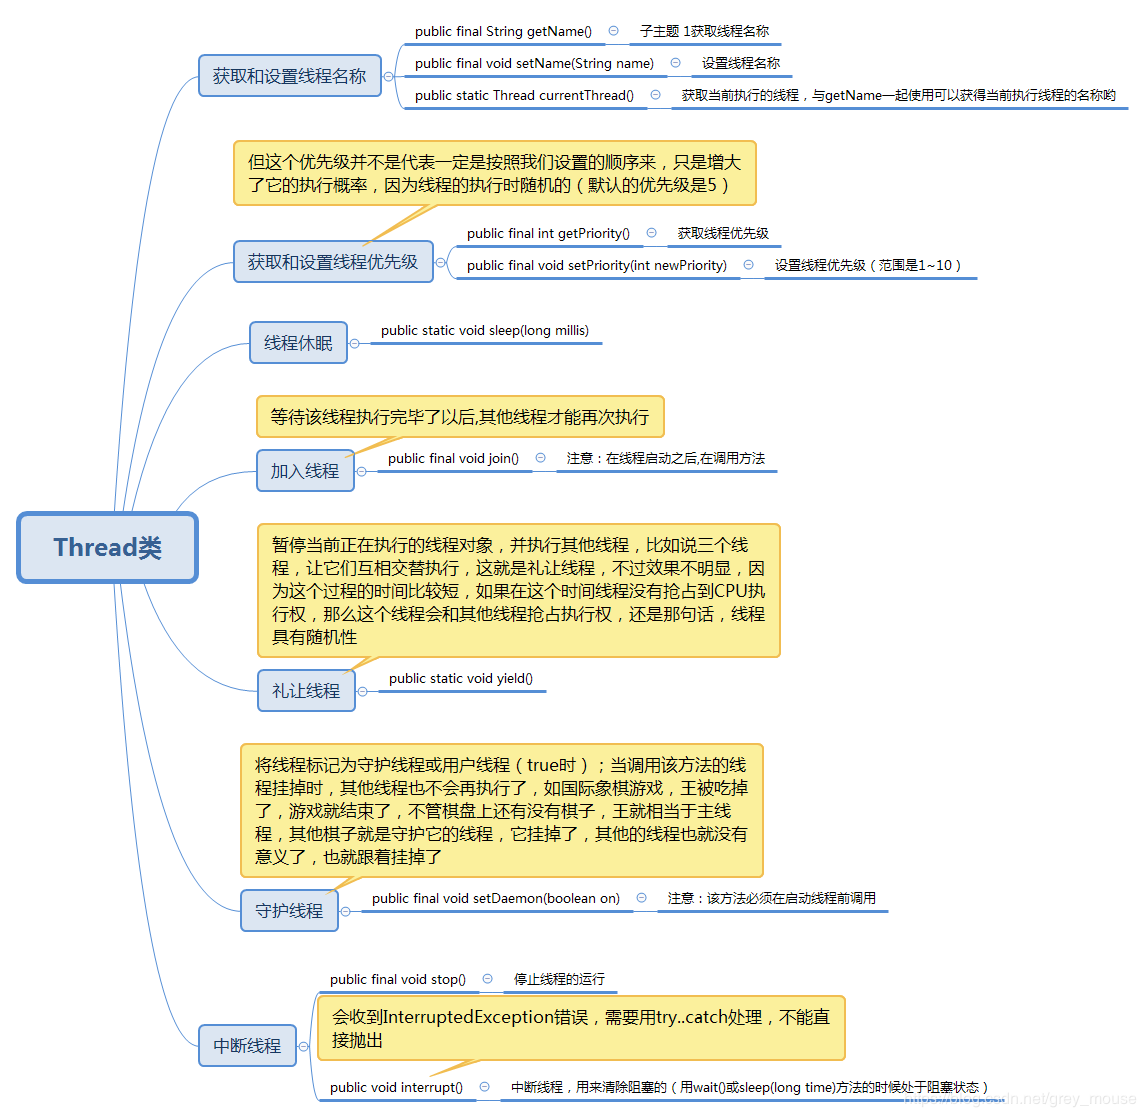 public final String getName()
子主题 1获取线程名称
public final void setName(String name)
设置线程名称
获取和设置线程名称
public static Thread currentThread()
获取当前执行的线程，与getName一起使用可以获得当前执行线程的名称哟
但这个优先级并不是代表一定是按照我们设置的顺序来，只是增大
了它的执行概率，因为线程的执行时随机的（默认的优先级是5）
public final int getPriority()
获取线程优先级
获取和设置线程优先级
public final void setPriority(int newPriority)
设置线程优先级（范围是1~10）
线程休眠
public static void sleep(long millis)
等待该线程执行完毕了以后,其他线程才能再次执行
加入线程
public final void join()
注意：在线程启动之后,在调用方法
Thread类
暂停当前正在执行的线程对象，并执行其他线程，比如说三个线
程，让它们互相交替执行，这就是礼让线程，不过效果不明显，因
为这个过程的时间比较短，如果在这个时间线程没有抢占到CPU执
行权，那么这个线程会和其他线程抢占执行权，还是那句话，线程
具有随机性
礼让线程
public static void yield()
将线程标记为守护线程或用户线程（true时）；当调用该方法的线
程挂掉时，其他线程也不会再执行了，如国际象棋游戏，王被吃掉
了，游戏就结束了，不管棋盘上还有没有棋子，王就相当于主线
程，其他棋子就是守护它的线程，它挂掉了，其他的线程也就没有
意义了，也就跟着挂掉了
守护线程
public final void setDaemon(boolean on)
注意：该方法必须在启动线程前调用
public final void stop()
停止线程的运行
会收到InterruptedException错误，需要用try..catch处理，不能直
接抛出
中断线程
public void interrupt()
中断线程，用来清除阻塞的（用wait()或sleep(long time)方法的时候处于阻塞状态）
https://blog.csdn.net/grey_mouse